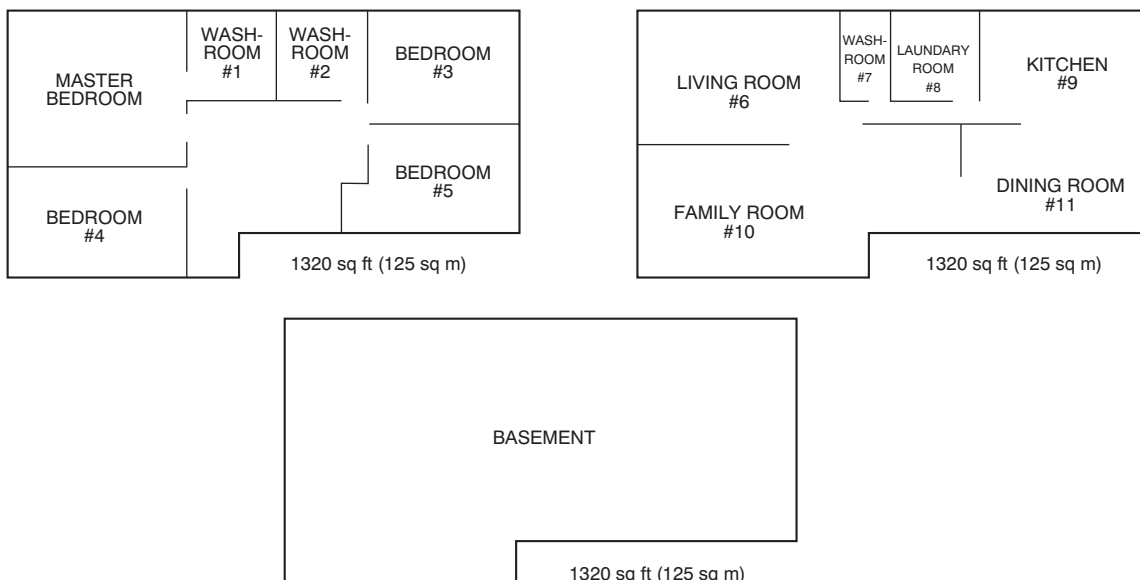 MASTER
BEDROOM
WASH-
ROOM
#1
WASH-
ROOM
#2
BEDROOM
#3
BEDROOM
#4
BEDROOM
#5
1320 sq ft (125 sq m)
LIVING ROOM
#6
WASH-
ROOM
#7
LAUNDARY
ROOM
#8
KITCHEN
#9
FAMILY ROOM
#10
DINING ROOM
#11
1320 sq ft (125 sq m)
BASEMENT
1320 sq ft (125 sq m)